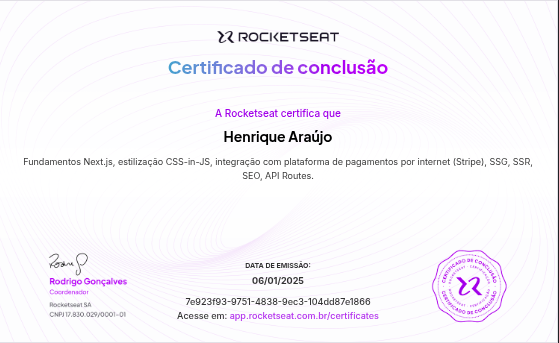 ROCKETSEAT
Certificado de conclusão
A Rocketseat certifica que
Henrique Araújo
Fundamentos Next.js, estilização CSS-in-JS, integração com plataforma de pagamentos por internet (Stripe), SSG, SSR,
SEO, API Routes.
Rodrigo Gonçalves
Coordenador
Rocketseat SA
CNPJ 17.830.029/0001-01
DATA DE EMISSÃO:
06/01/2025
7e923f93-9751-4838-9ec3-104dd87e1866
Acesse em: app.rocketseat.com.br/certificates
CERTIFICADO DE CONCLUSÃO
CERTIFICADO DE CONCLUSÃO